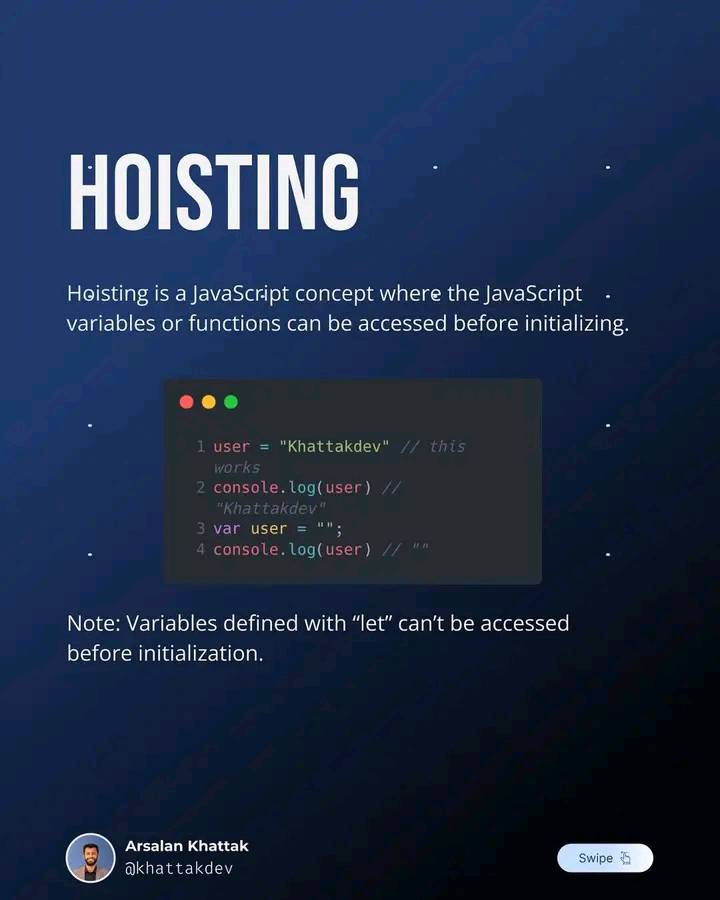 HOISTING
Hoisting is a JavaScript concept where the JavaScript
variables or functions can be accessed before initializing.
1 user = "Khattakdev" // this
works
2 console.log(user) //
"Khattakdev"
3 var user = "";
4 console.log(user) // ""
Note: Variables defined with “let” can’t be accessed
before initialization.
Arsalan Khattak
@khattakdev
Swipe